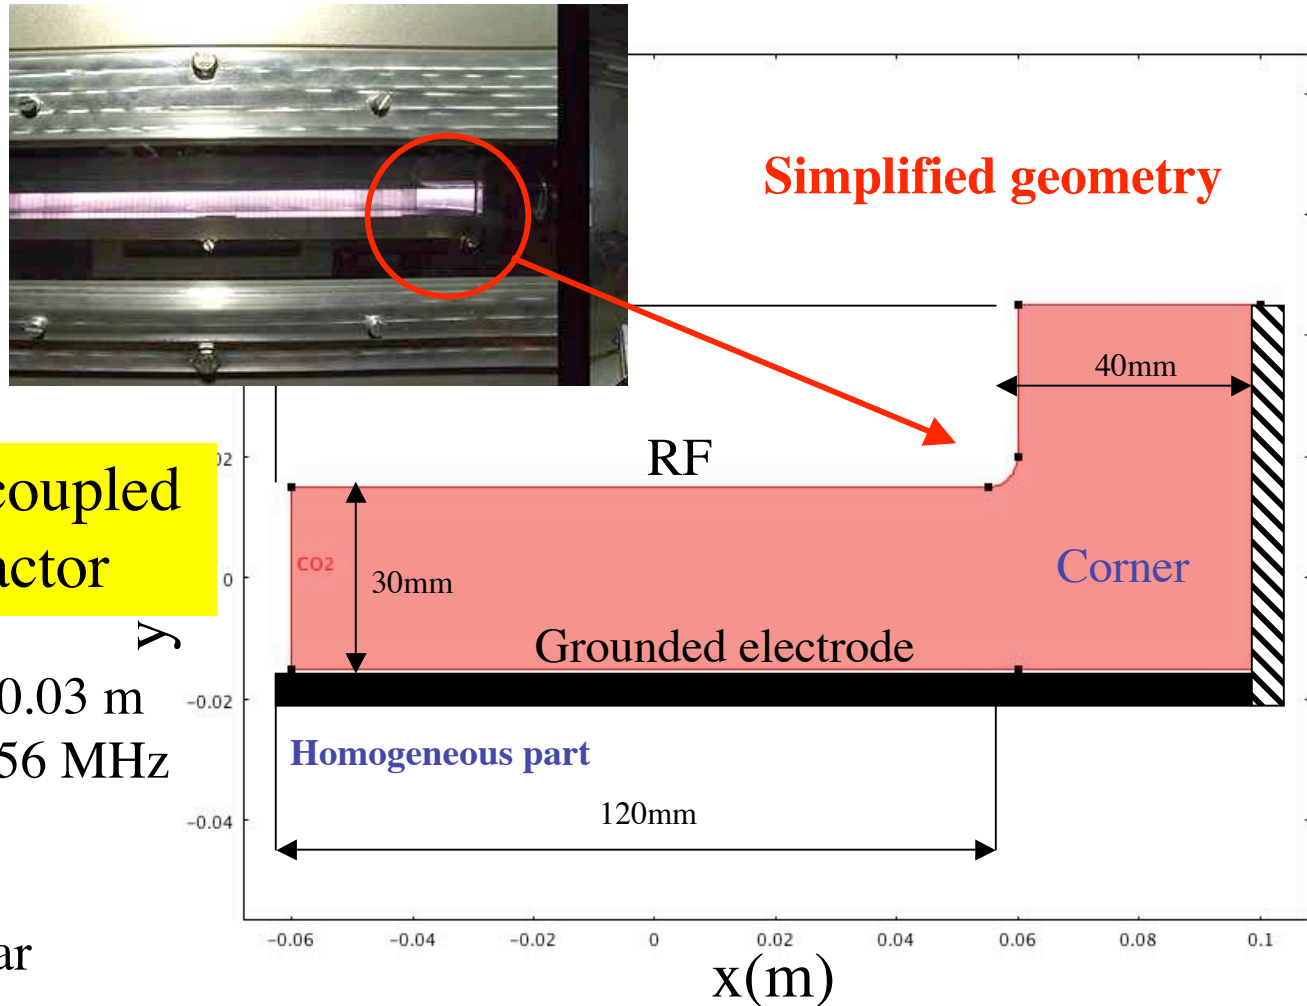 Simplified geometry
40mm
RF
coupled
actor
02
CO2
0
30mm
Corner
y
Grounded electrode
0.03 m
-0.02
56 MHz
Homogeneous part
120mm
-0.04
ar
-0.06 -0.04 -0.02 0 0.02 0.04 0.06 0.08 0.1
x(m)